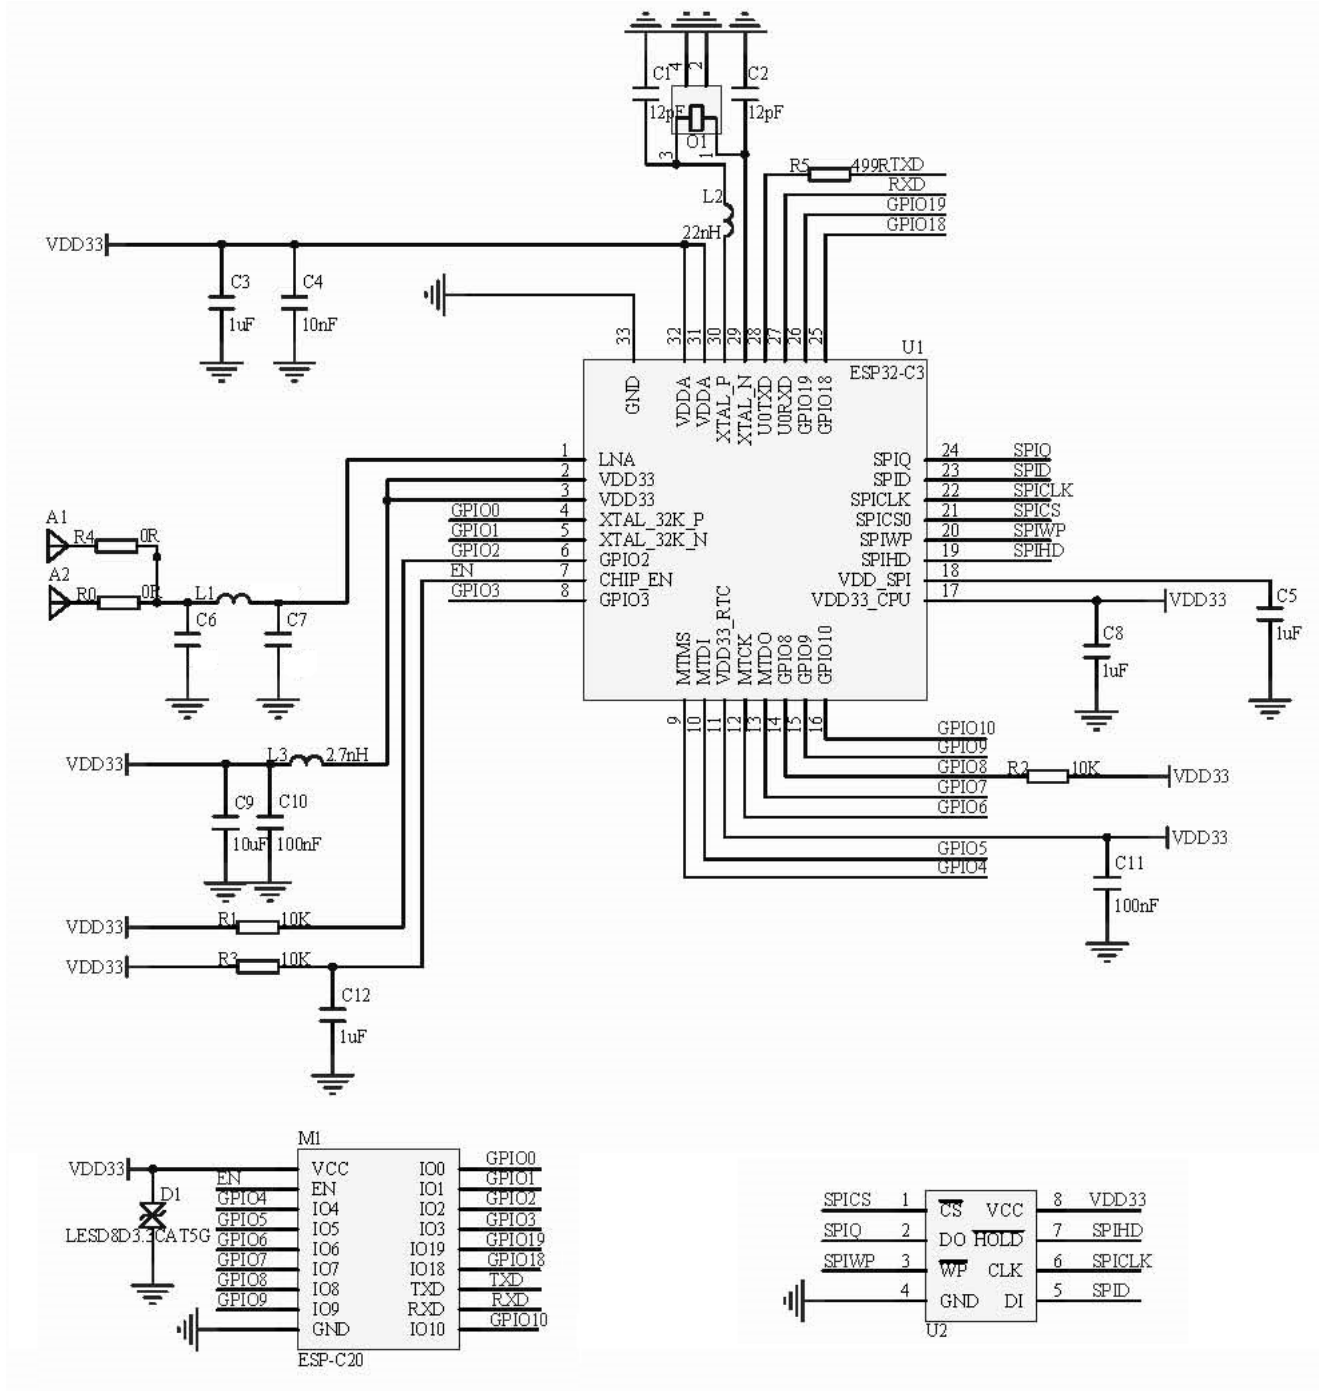 C1
12pF
4
2
C2
12pF
O1
3
1
R5
499R
TXD
RXD
GPIO19
GPIO18
L2
22nH
VDD33
C3
1uF
C4
10nF
33
32
31
30
29
28
27
26
25
U1
ESP32-C3
GND
VDDA
VDDA
XTAL_P
XTAL_N
U0TXD
U0RXD
GPIO19
GPIO18
1
LNA
2
VDD33
3
VDD33
GPIO0
4
XTAL_32K_P
GPIO1
5
XTAL_32K_N
GPIO2
6
GPIO2
EN
7
CHIP_EN
GPIO3
8
GPIO3
SPIQ
24
SPIQ
SPID
23
SPID
SPICLK
22
SPICLK
SPICS0
21
SPICS
SPIWP
20
SPIWP
SPIHD
19
SPIHD
VDD_SPI
18
VDD33_CPU
17
VDD33
C5
1uF
C8
1uF
A1
R4
0R
A2
R0
0R
L1
C6
C7
MTMS
MTDI
VDD33_RTC
MTCK
MTDO
GPIO8
GPIO9
GPIO10
9
10
11
12
13
14
15
16
GPIO10
GPIO9
GPIO8
R2
10K
VDD33
GPIO7
GPIO6
VDD33
GPIO5
GPIO4
C11
100nF
VDD33
L3
2.7nH
C9
10uF
C10
100nF
VDD33
R1
10K
VDD33
R3
10K
C12
1uF
M1
VDD33
VCC
IO0
GPIO0
EN
EN
IO1
GPIO1
GPIO4
IO4
IO2
GPIO2
GPIO5
IO5
IO3
GPIO3
GPIO6
IO6
IO19
GPIO19
GPIO7
IO7
IO18
GPIO18
GPIO8
IO8
TXD
TXD
GPIO9
IO9
RXD
RXD
GND
IO10
GPIO10
ESP-C20
D1
LESD8D3.3CAT5G
SPICS
1
CS
VCC
8
VDD33
SPIQ
2
DO
HOLD
7
SPIHD
SPIWP
3
WP
CLK
6
SPICLK
4
GND
DI
5
SPID
U2